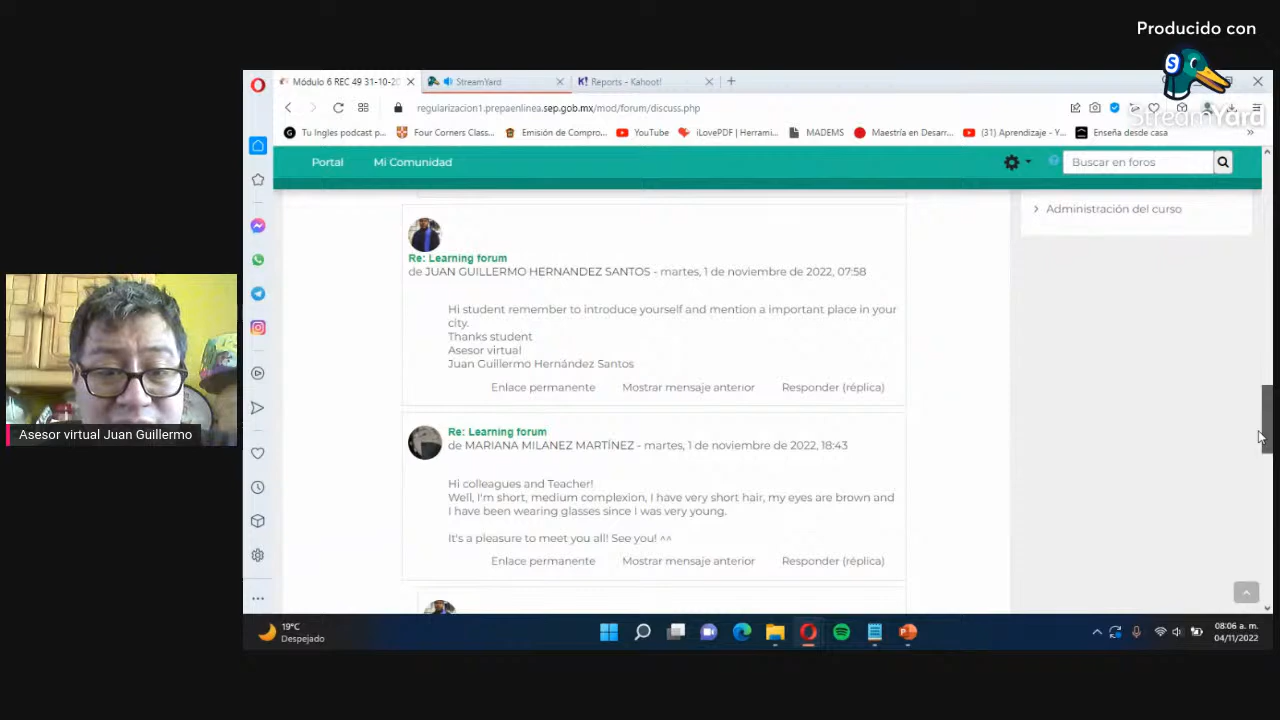 Producido con
StreamYard
Módulo 6 REC 49 31-10-20
StreamYard
K! Reports - Kahoot!
regularizacion1.prepaenlinea.sep.gob.mx/mod/forum/discuss.php
Tu Ingles podcast p...
Four Corners Class...
Emisión de Compro...
YouTube
iLovePDF | Herrami...
MADEMS
Maestría en Desarr...
(31) Aprendizaje - Y...
Enseña desde casa
»
Portal
Mi Comunidad
Buscar en foros
Administración del curso
Re: Learning forum
de JUAN GUILLERMO HERNANDEZ SANTOS - martes, 1 de noviembre de 2022, 07:58
Hi student remember to introduce yourself and mention a important place in your
city.
Thanks student
Asesor virtual
Juan Guillermo Hernández Santos
Enlace permanente
Mostrar mensaje anterior
Responder (réplica)
Re: Learning forum
de MARIANA MILANEZ MARTÍNEZ - martes, 1 de noviembre de 2022, 18:43
Hi colleagues and Teacher!
Well, I'm short, medium complexion, I have very short hair, my eyes are brown and
I have been wearing glasses since I was very young.
It's a pleasure to meet you all! See you! ^^
Enlace permanente
Mostrar mensaje anterior
Responder (réplica)
Asesor virtual Juan Guillermo
19°C
Despejado
08:06 a. m.
04/11/2022